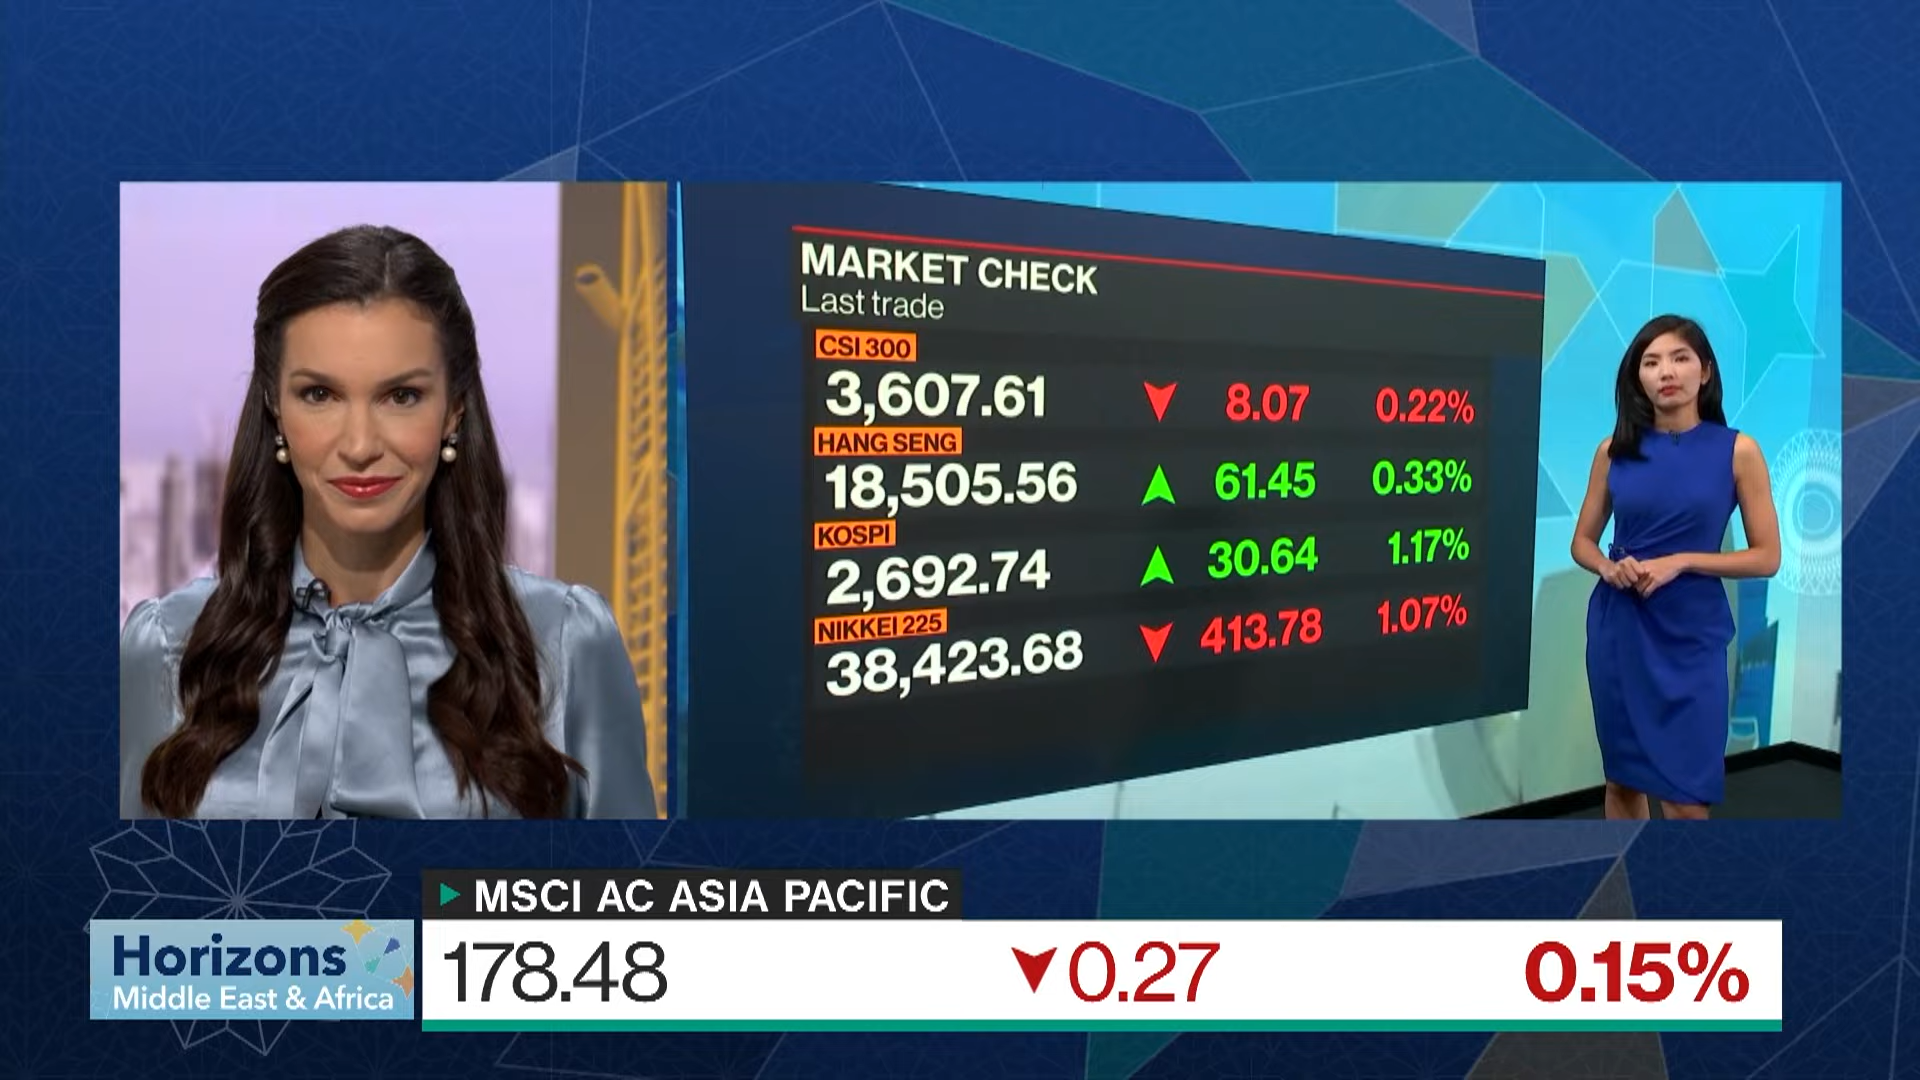 MARKET CHECK
Last trade
CSI 300
3,607.61 8.07 0.22%
HANG SENG
18,505.56 61.45 0.33%
KOSPI
2,692.74 30.64 1.17%
NIKKEI 225
38,423.68 413.78 1.07%
MSCI AC ASIA PACIFIC
178.48 0.27 0.15%
Horizons
Middle East & Africa